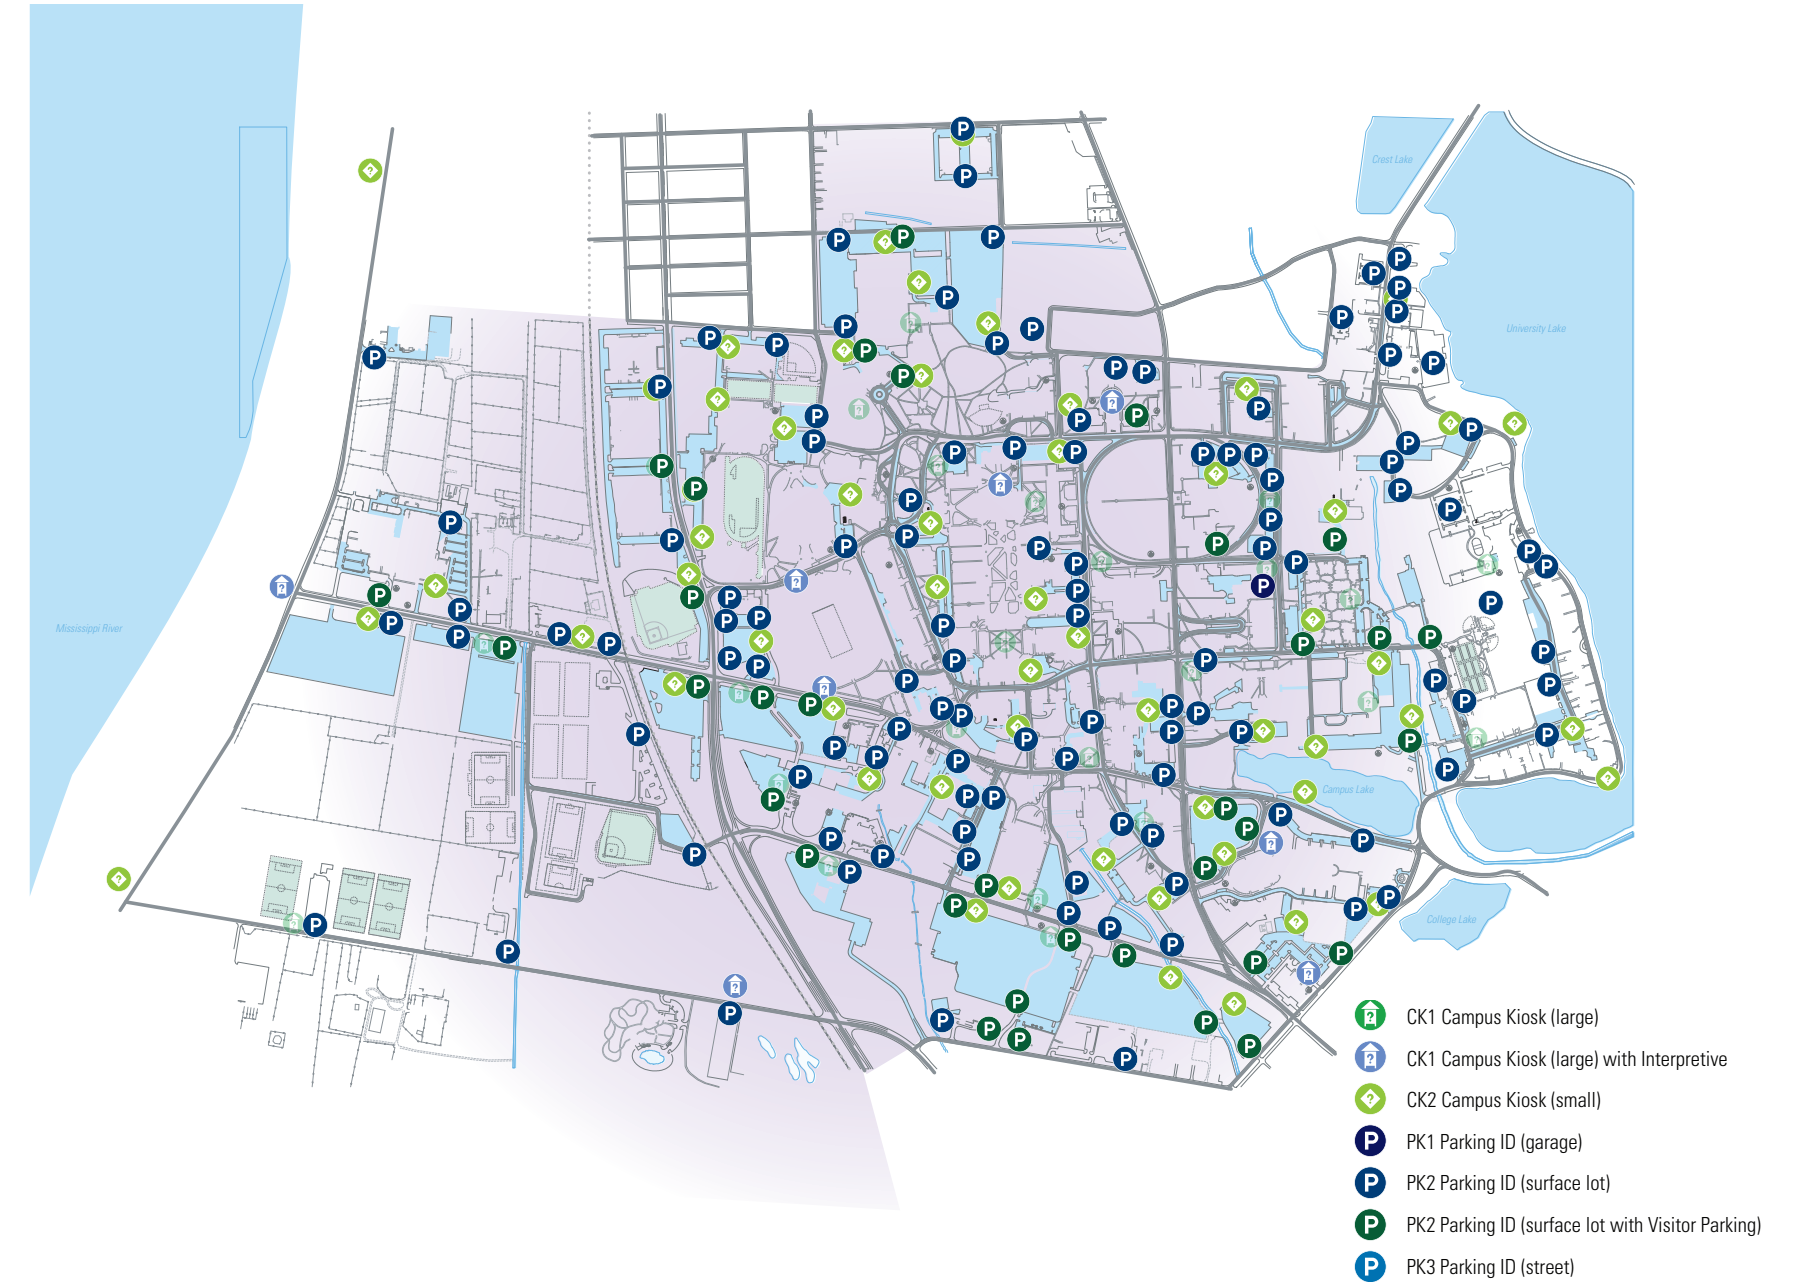 Crest Lake
University Lake
Mississippi River
Campus Lake
College Lake
CK1 Campus Kiosk (large)
CK1 Campus Kiosk (large) with Interpretive
CK2 Campus Kiosk (small)
P PK1 Parking ID (garage)
P PK2 Parking ID (surface lot)
P PK2 Parking ID (surface lot with Visitor Parking)
P PK3 Parking ID (street)